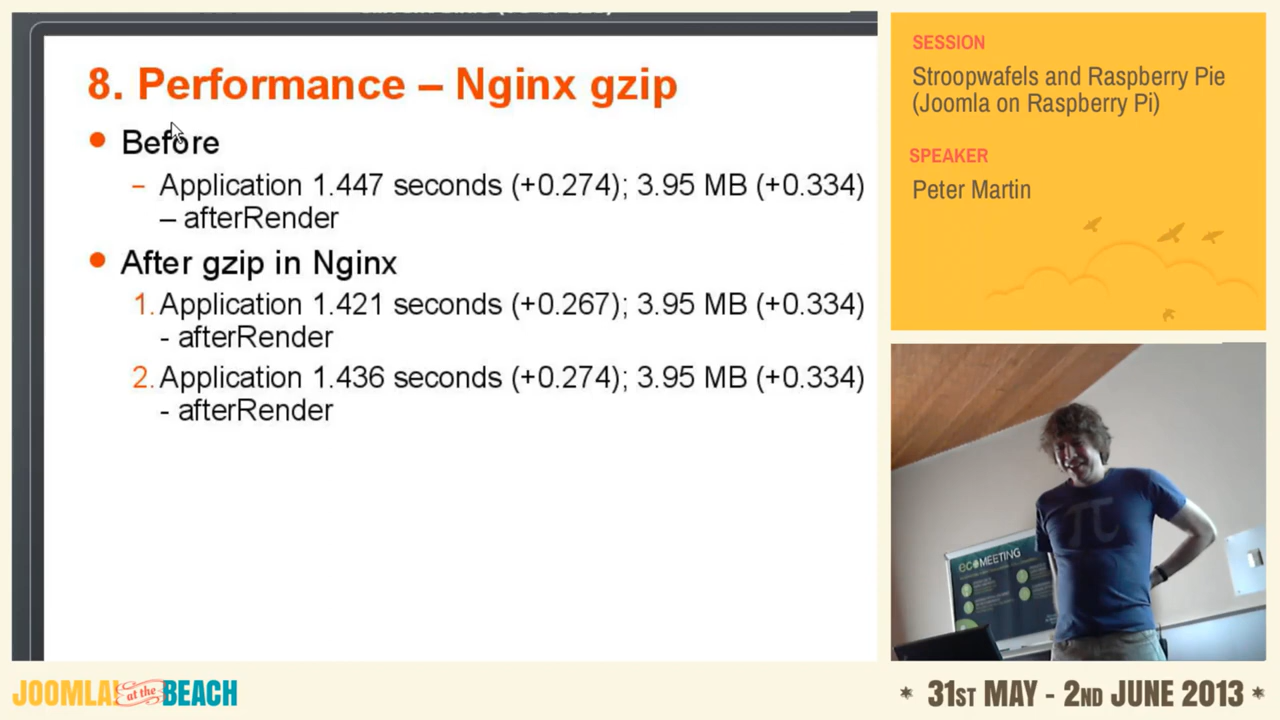 8. Performance – Nginx gzip
Before
– Application 1.447 seconds (+0.274); 3.95 MB (+0.334)
– afterRender
After gzip in Nginx
1. Application 1.421 seconds (+0.267); 3.95 MB (+0.334)
- afterRender
2. Application 1.436 seconds (+0.274); 3.95 MB (+0.334)
- afterRender
SESSION
Stroopwafels and Raspberry Pie
(Joomla on Raspberry Pi)
SPEAKER
Peter Martin
π
ecOMEETING
JOOMLA! at the BEACH
* 31ST MAY - 2ND JUNE 2013 *